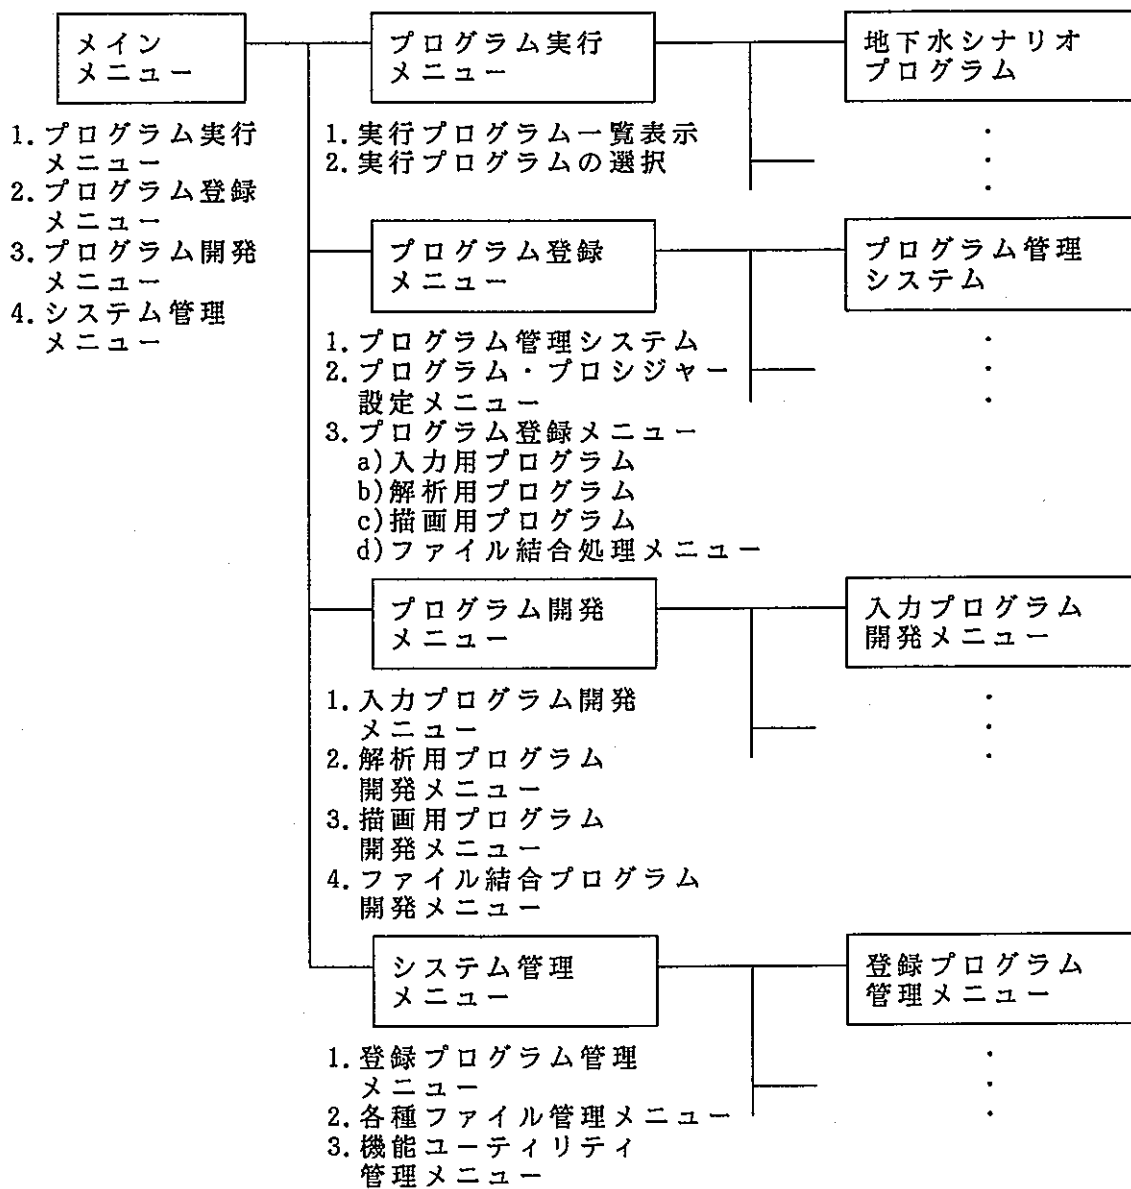 メイン
メニュー
1.プログラム実行
メニュー
2.プログラム登録
メニュー
3.プログラム開発
メニュー
4.システム管理
メニュー
プログラム実行
メニュー
1.実行プログラム一覧表示
2.実行プログラムの選択
地下水シナリオ
プログラム
プログラム登録
メニュー
1.プログラム管理システム
2.プログラム・プロシジャー
設定メニュー
3.プログラム登録メニュー
a)入力用プログラム
b)解析用プログラム
c)描画用プログラム
d)ファイル結合処理メニュー
プログラム管理
システム
プログラム開発
メニュー
1.入力プログラム開発
メニュー
2.解析用プログラム
開発メニュー
3.描画用プログラム
開発メニュー
4.ファイル結合プログラム
開発メニュー
入力プログラム
開発メニュー
システム管理
メニュー
1.登録プログラム管理
メニュー
2.各種ファイル管理メニュー
3.機能ユーティリティ
管理メニュー
登録プログラム
管理メニュー